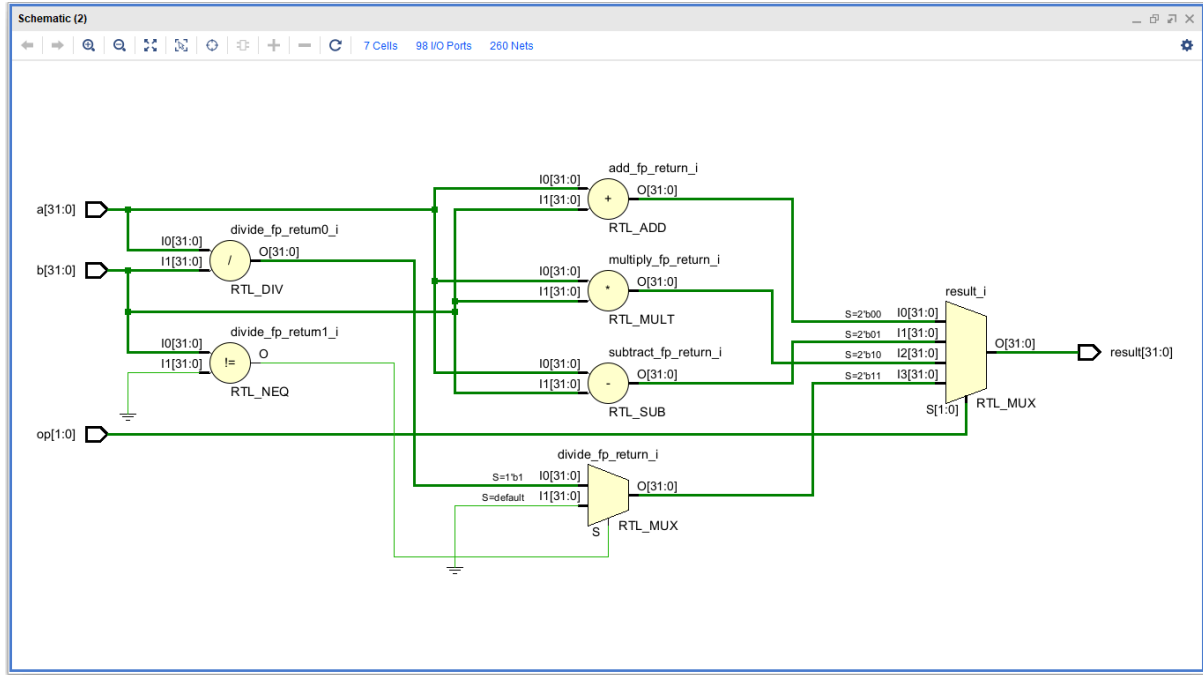 Schematic (2)
7 Cells 98 I/O Ports 260 Nets
add_fp_return_i
I0[31:0]
I1[31:0]
O[31:0]
+
RTL_ADD
a[31:0]
divide_fp_return0_i
I0[31:0]
I1[31:0]
O[31:0]
/
RTL_DIV
b[31:0]
multiply_fp_return_i
I0[31:0]
I1[31:0]
O[31:0]
*
RTL_MULT
divide_fp_return1_i
I0[31:0]
I1[31:0]
O
!=
RTL_NEQ
subtract_fp_return_i
I0[31:0]
I1[31:0]
O[31:0]
-
RTL_SUB
result_i
S=2'b00 I0[31:0]
S=2'b01 I1[31:0]
S=2'b10 I2[31:0]
S=2'b11 I3[31:0]
O[31:0]
result[31:0]
S[1:0]
RTL_MUX
op[1:0]
divide_fp_return_i
S=1'b1 I0[31:0]
S=default I1[31:0]
O[31:0]
S
RTL_MUX